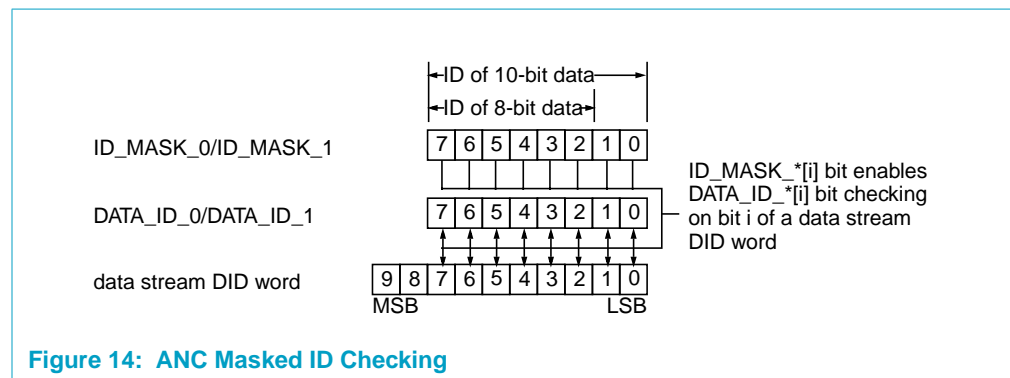 ID of 10-bit data
ID of 8-bit data
ID_MASK_0/ID_MASK_1
7 6 5 4 3 2 1 0
ID_MASK_*[i] bit enables
DATA_ID_*[i] bit checking
on bit i of a data stream
DID word
DATA_ID_0/DATA_ID_1
7 6 5 4 3 2 1 0
data stream DID word
9 8 7 6 5 4 3 2 1 0
MSB LSB
Figure 14: ANC Masked ID Checking